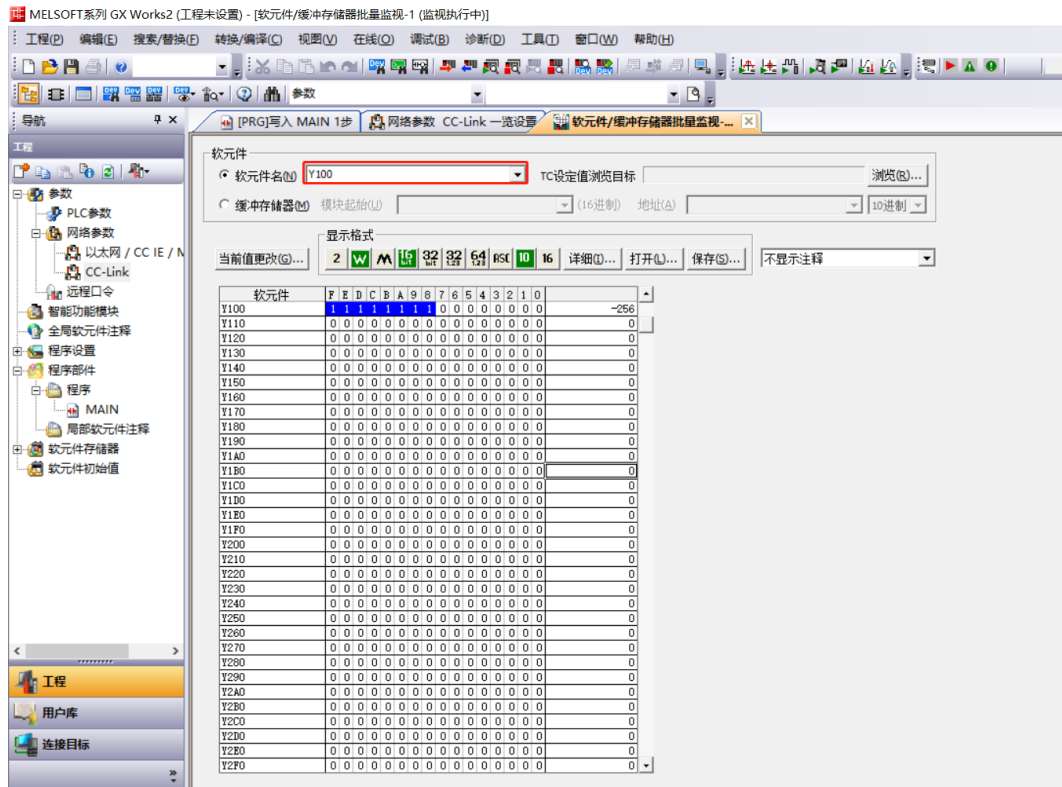 MELSOFT系列 GX Works2 (工程未设置) - [软元件/缓冲存储器批量监视-1 (监视执行中)]
工程(P) 编辑(E) 搜索/替换(F) 转换/编译(C) 视图(V) 在线(O) 调试(B) 诊断(D) 工具(T) 窗口(W) 帮助(H)
参数
导航
[PRG]写入 MAIN 1步
网络参数 CC-Link 一览设置
软元件/缓冲存储器批量监视-...
工程
参数
PLC参数
网络参数
以太网 / CC IE / M
CC-Link
远程口令
智能功能模块
全局软元件注释
程序设置
程序部件
程序
MAIN
局部软元件注释
软元件存储器
软元件初始值
工程
用户库
连接目标
软元件
软元件名(N) Y100 TC设定值浏览目标 浏览(R)...
缓冲存储器(M) 模块起始(U) (16进制) 地址(A) 10进制
显示格式
当前值更改(G)... 2 W M 16 bit 32 bit 32 1.23 64 1.23 ASC 10 16 详细(I)... 打开(L)... 保存(S)... 不显示注释
软元件 F E D C B A 9 8 7 6 5 4 3 2 1 0
Y100 1 1 1 1 1 1 1 1 0 0 0 0 0 0 0 0 -256
Y110 0 0 0 0 0 0 0 0 0 0 0 0 0 0 0 0 0
Y120 0 0 0 0 0 0 0 0 0 0 0 0 0 0 0 0 0
Y130 0 0 0 0 0 0 0 0 0 0 0 0 0 0 0 0 0
Y140 0 0 0 0 0 0 0 0 0 0 0 0 0 0 0 0 0
Y150 0 0 0 0 0 0 0 0 0 0 0 0 0 0 0 0 0
Y160 0 0 0 0 0 0 0 0 0 0 0 0 0 0 0 0 0
Y170 0 0 0 0 0 0 0 0 0 0 0 0 0 0 0 0 0
Y180 0 0 0 0 0 0 0 0 0 0 0 0 0 0 0 0 0
Y190 0 0 0 0 0 0 0 0 0 0 0 0 0 0 0 0 0
Y1A0 0 0 0 0 0 0 0 0 0 0 0 0 0 0 0 0 0
Y1B0 0 0 0 0 0 0 0 0 0 0 0 0 0 0 0 0 0
Y1C0 0 0 0 0 0 0 0 0 0 0 0 0 0 0 0 0 0
Y1D0 0 0 0 0 0 0 0 0 0 0 0 0 0 0 0 0 0
Y1E0 0 0 0 0 0 0 0 0 0 0 0 0 0 0 0 0 0
Y1F0 0 0 0 0 0 0 0 0 0 0 0 0 0 0 0 0 0
Y200 0 0 0 0 0 0 0 0 0 0 0 0 0 0 0 0 0
Y210 0 0 0 0 0 0 0 0 0 0 0 0 0 0 0 0 0
Y220 0 0 0 0 0 0 0 0 0 0 0 0 0 0 0 0 0
Y230 0 0 0 0 0 0 0 0 0 0 0 0 0 0 0 0 0
Y240 0 0 0 0 0 0 0 0 0 0 0 0 0 0 0 0 0
Y250 0 0 0 0 0 0 0 0 0 0 0 0 0 0 0 0 0
Y260 0 0 0 0 0 0 0 0 0 0 0 0 0 0 0 0 0
Y270 0 0 0 0 0 0 0 0 0 0 0 0 0 0 0 0 0
Y280 0 0 0 0 0 0 0 0 0 0 0 0 0 0 0 0 0
Y290 0 0 0 0 0 0 0 0 0 0 0 0 0 0 0 0 0
Y2A0 0 0 0 0 0 0 0 0 0 0 0 0 0 0 0 0 0
Y2B0 0 0 0 0 0 0 0 0 0 0 0 0 0 0 0 0 0
Y2C0 0 0 0 0 0 0 0 0 0 0 0 0 0 0 0 0 0
Y2D0 0 0 0 0 0 0 0 0 0 0 0 0 0 0 0 0 0
Y2E0 0 0 0 0 0 0 0 0 0 0 0 0 0 0 0 0 0
Y2F0 0 0 0 0 0 0 0 0 0 0 0 0 0 0 0 0 0